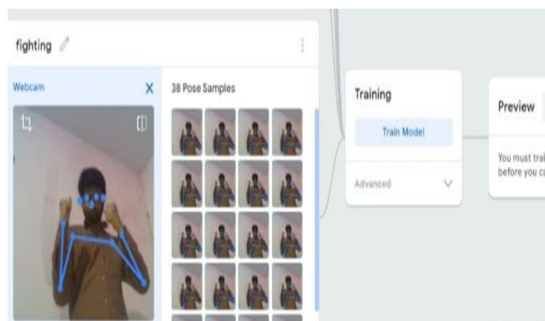 fighting
Webcam X
38 Pose Samples
Training
Train Model
Advanced
Preview
You must trai
before you ca